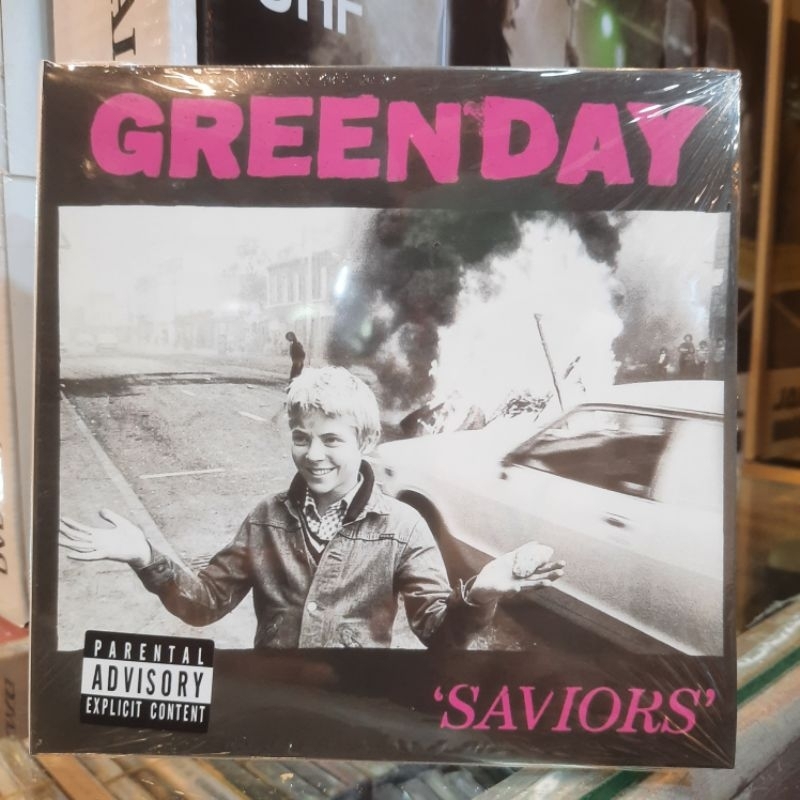 GREEN DAY
PARENTAL
ADVISORY
EXPLICIT CONTENT
'SAVIORS'